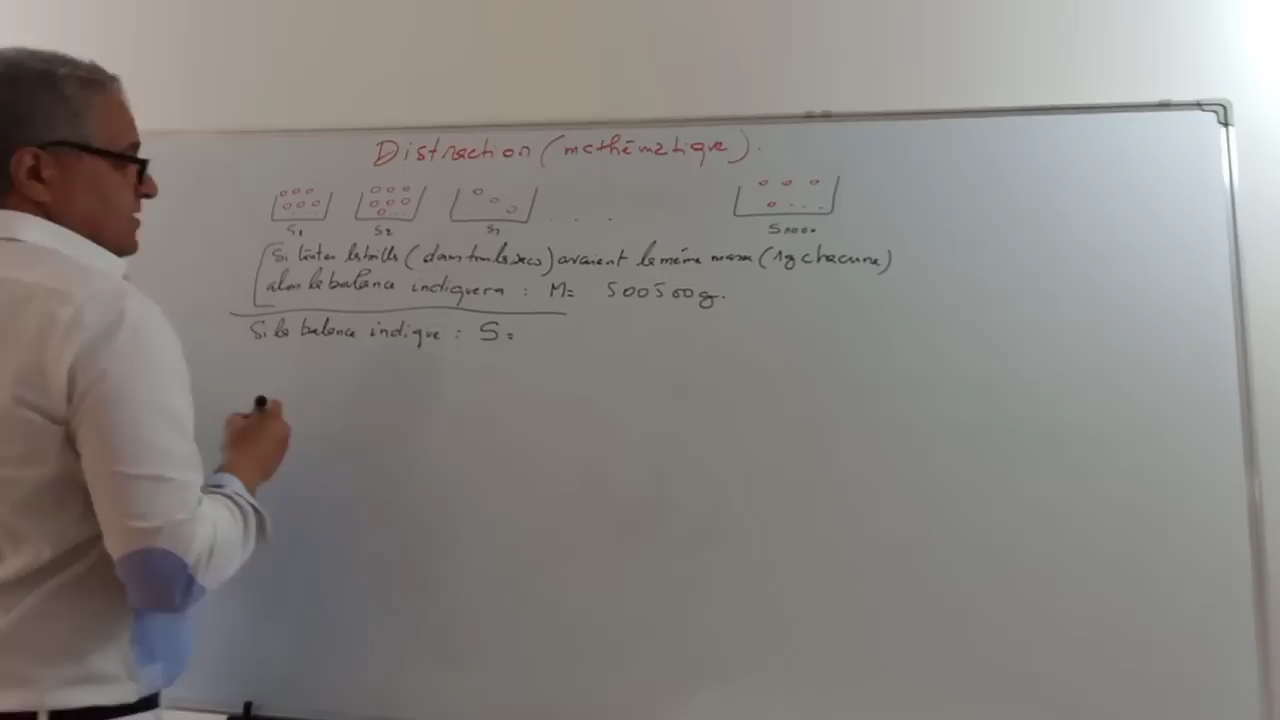 Distraction (mathématique).
S1 S2 S3 . . . S1000
Si toutes les billes (dans tous les sacs) avaient la même masse (1g chacune)
alors la balance indiquera : M = 500500g.
Si la balance indique : S =